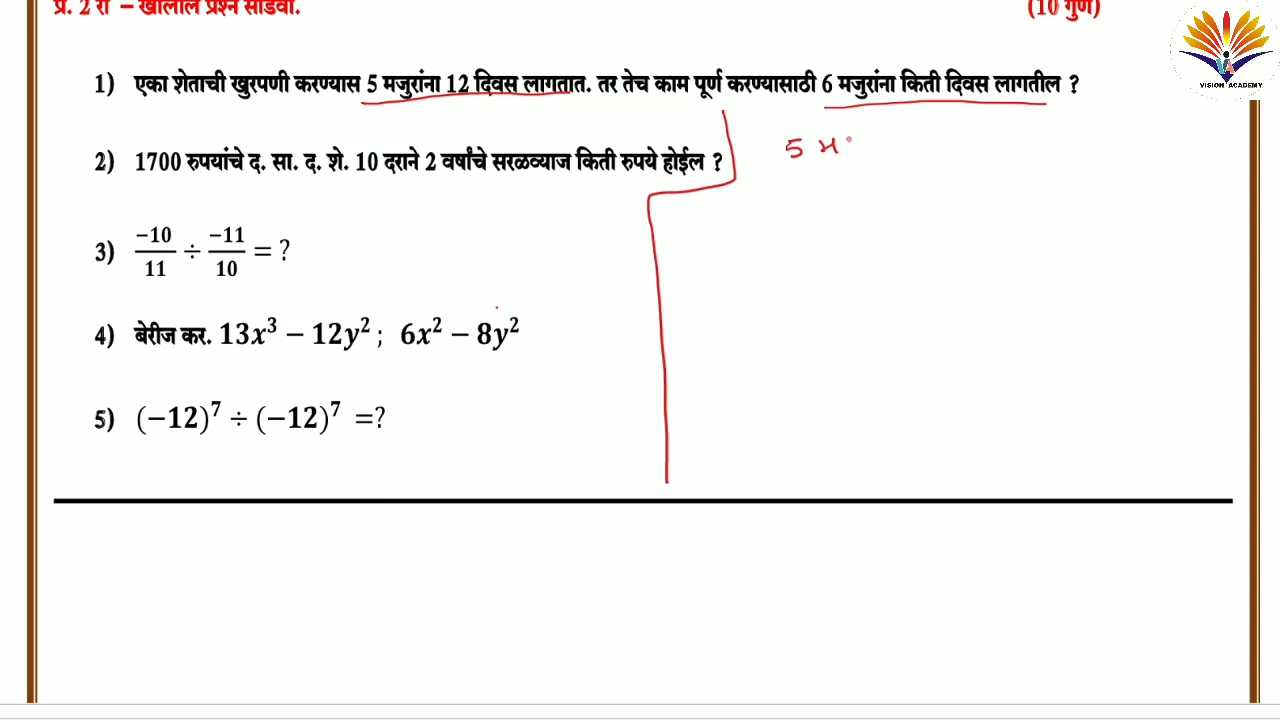 प्र. 2 रा – खालील प्रश्न सोडवा. (10 गुण)
VISION ACADEMY
1) एका शेताची खुरपणी करण्यास 5 मजुरांना 12 दिवस लागतात. तर तेच काम पूर्ण करण्यासाठी 6 मजुरांना किती दिवस लागतील ?
5 म
2) 1700 रुपयांचे द. सा. द. शे. 10 दराने 2 वर्षांचे सरळव्याज किती रुपये होईल ?
3) −10/11 ÷ −11/10 = ?
4) बेरीज कर. 13x³ − 12y² ; 6x² − 8y²
5) (−12)⁷ ÷ (−12)⁷ =?